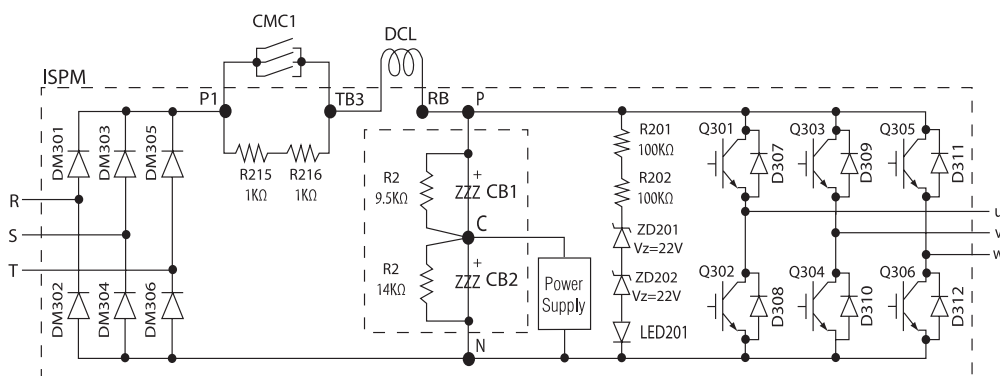 CMC1
DCL
ISPM
P1
TB3
RB
P
DM301
DM303
DM305
R215
1KΩ
R216
1KΩ
R2
9.5KΩ
+
ZZZ
CB1
C
R2
14KΩ
+
ZZZ
CB2
N
Power
Supply
R201
100KΩ
R202
100KΩ
ZD201
Vz=22V
ZD202
Vz=22V
LED201
Q301
D307
Q303
D309
Q305
D311
R
S
T
u
v
w
DM302
DM304
DM306
Q302
D308
Q304
D310
Q306
D312